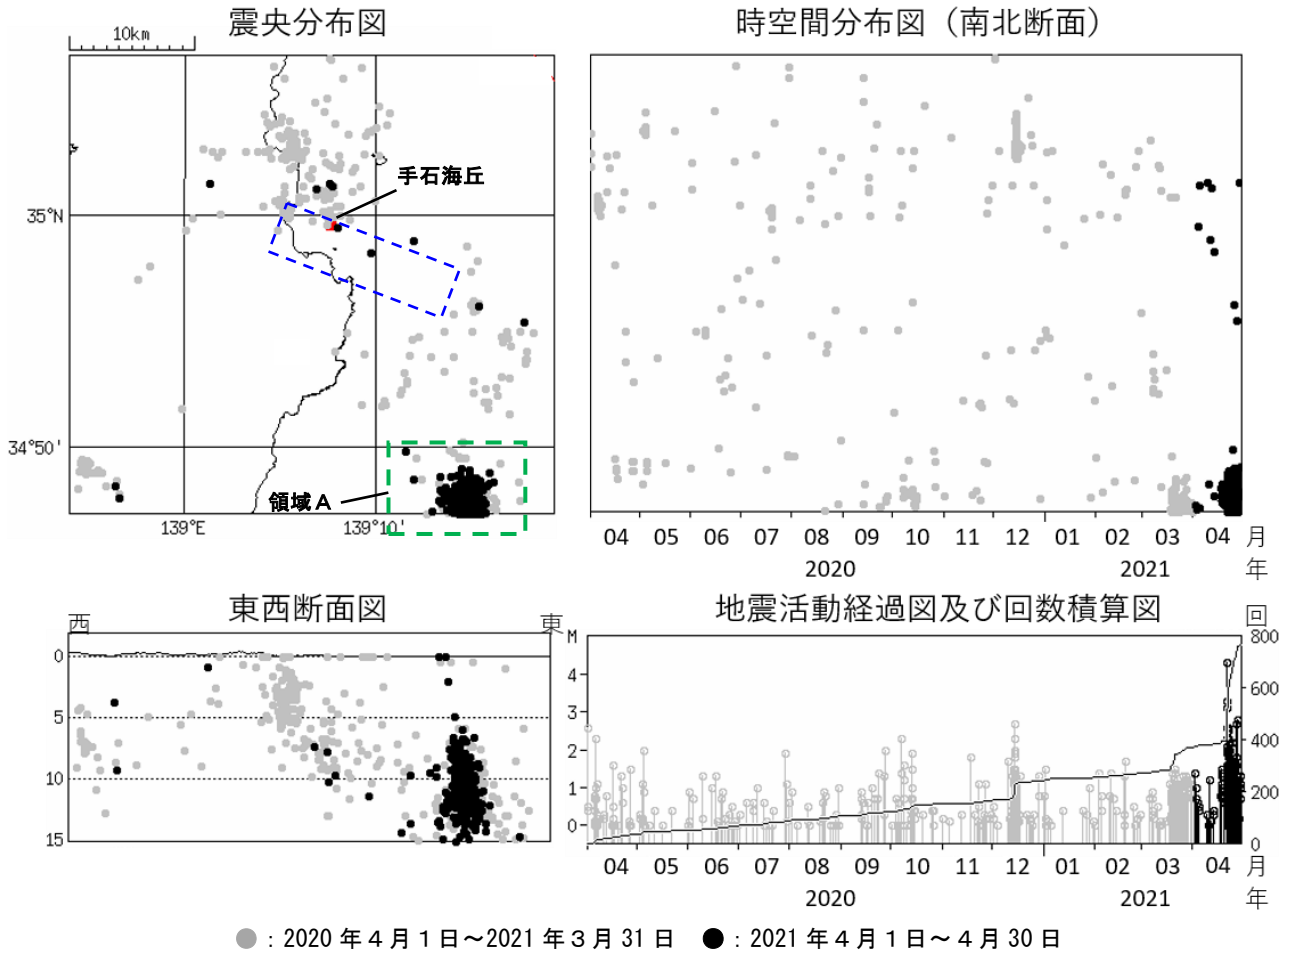 震央分布図
10km
手石海丘
35°N
34°50'
領域Ａ
139°E
139°10'
時空間分布図（南北断面）
04 05 06 07 08 09 10 11 12 01 02 03 04 月
2020 2021 年
東西断面図
西 東
0
5
10
15
地震活動経過図及び回数積算図
M 回
4
3
2
1
0
800
600
400
200
0
04 05 06 07 08 09 10 11 12 01 02 03 04 月
2020 2021 年
●：2020 年４月１日～2021 年３月 31 日 ●：2021 年４月１日～４月 30 日